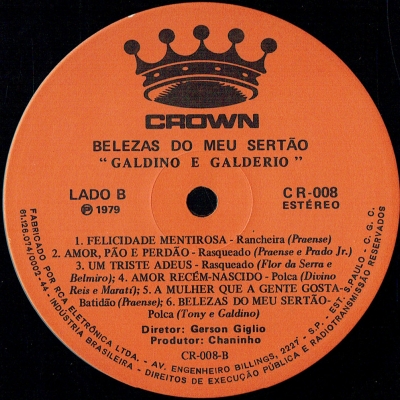 CROWN
BELEZAS DO MEU SERTÃO
" GALDINO E GALDERIO "
LADO B
Ⓟ 1979
CR-008
ESTÉREO
1. FELICIDADE MENTIROSA - Rancheira (Praense)
2. AMOR, PÃO E PERDÃO - Rasqueado (Praense e Prado Jr.)
3. UM TRISTE ADEUS - Rasqueado (Flor da Serra e
Belmiro); 4. AMOR RECÉM-NASCIDO - Polca (Divino
Reis e Marati); 5. A MULHER QUE A GENTE GOSTA-
Batidão (Praense); 6. BELEZAS DO MEU SERTÃO-
Polca (Tony e Galdino)
Diretor: Gerson Giglio
Produtor: Chaninho
CR-008-B
FABRICADO POR RCA ELETRÔNICA LTDA. - AV. ENGENHEIRO BILLINGS, 2227 - S.P. - EST. S.PAULO - C.G.C.
61.126.074/0002-44 - INDÚSTRIA BRASILEIRA - DIREITOS DE EXECUÇÃO PÚBLICA E RADIOTRANSMISSÃO RESERVADOS